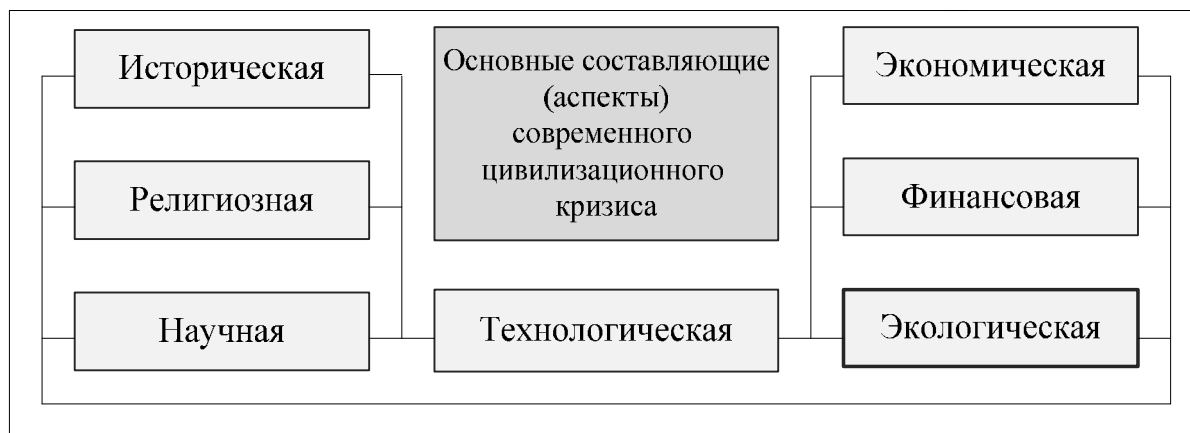 Историческая
Религиозная
Научная
Основные составляющие
(аспекты)
современного
цивилизационного
кризиса
Технологическая
Экономическая
Финансовая
Экологическая